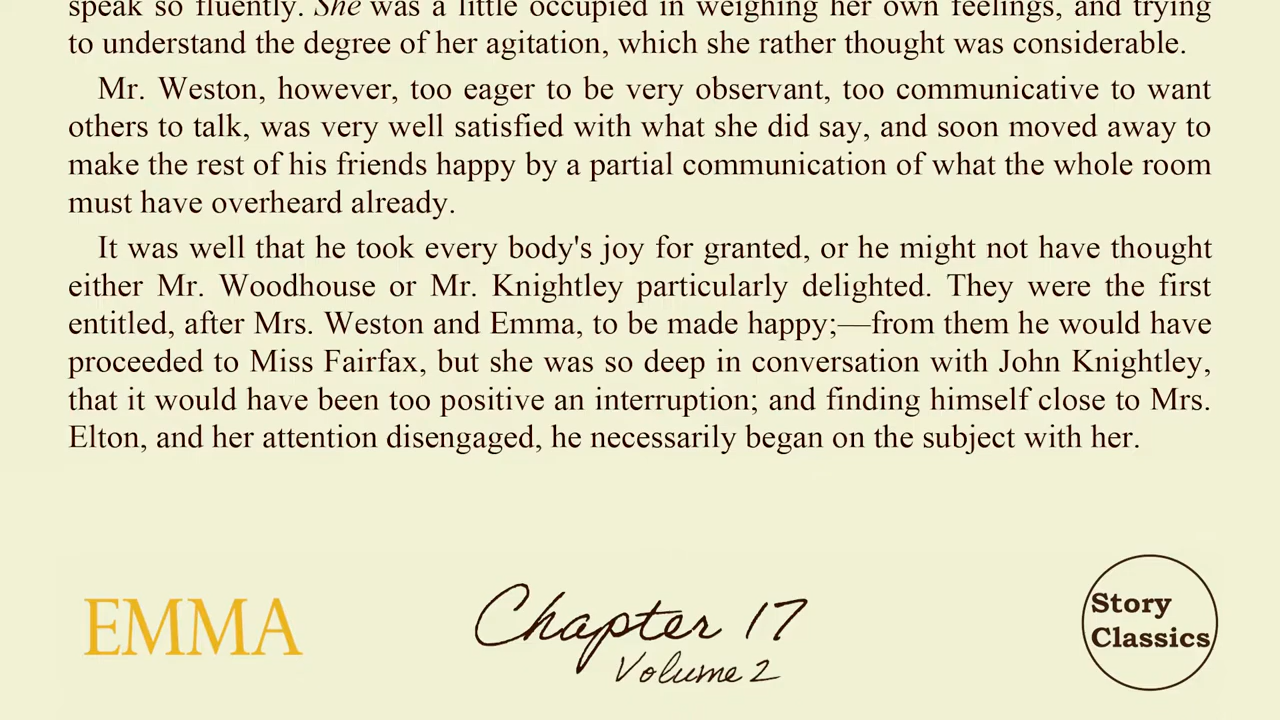 speak so fluently. She was a little occupied in weighing her own feelings, and trying
to understand the degree of her agitation, which she rather thought was considerable.
Mr. Weston, however, too eager to be very observant, too communicative to want
others to talk, was very well satisfied with what she did say, and soon moved away to
make the rest of his friends happy by a partial communication of what the whole room
must have overheard already.
It was well that he took every body's joy for granted, or he might not have thought
either Mr. Woodhouse or Mr. Knightley particularly delighted. They were the first
entitled, after Mrs. Weston and Emma, to be made happy;—from them he would have
proceeded to Miss Fairfax, but she was so deep in conversation with John Knightley,
that it would have been too positive an interruption; and finding himself close to Mrs.
Elton, and her attention disengaged, he necessarily began on the subject with her.
EMMA
Chapter 17
Volume 2
Story
Classics